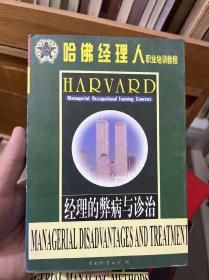 哈佛经理人职业培训教程
HARVARD
Managerial Occupational Training Courses
经理的弊病与诊治
MANAGERIAL DISADVANTAGES AND TREATMENT